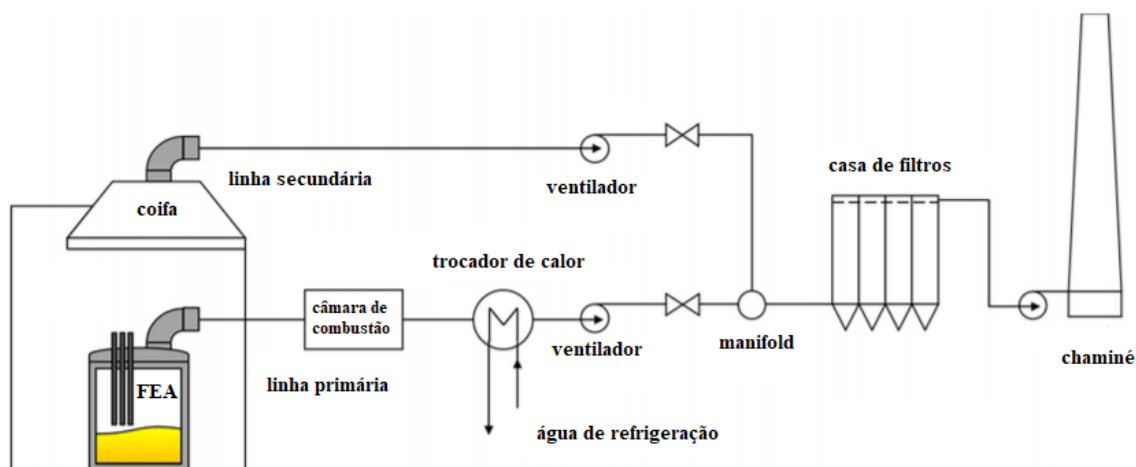 casa de filtros
linha secundária
ventilador
coifa
trocador de calor
câmara de
combustão
manifold
ventilador
chaminé
FEA
linha primária
água de refrigeração